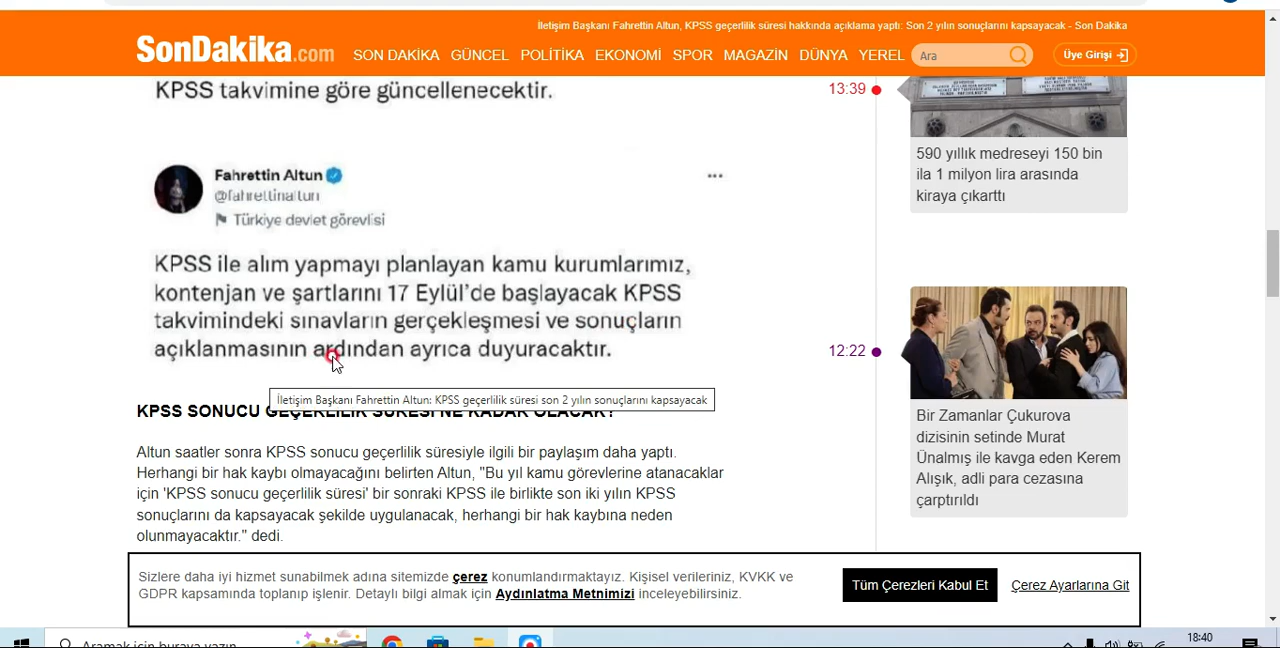 İletişim Başkanı Fahrettin Altun, KPSS geçerlilik süresi hakkında açıklama yaptı: Son 2 yılın sonuçlarını kapsayacak - Son Dakika
SonDakika.com SON DAKİKA GÜNCEL POLİTİKA EKONOMİ SPOR MAGAZİN DÜNYA YEREL Ara Üye Girişi
KPSS takvimine göre güncellenecektir.
Fahrettin Altun
@fahrettinaltun
Türkiye devlet görevlisi
KPSS ile alım yapmayı planlayan kamu kurumlarımız,
kontenjan ve şartlarını 17 Eylül'de başlayacak KPSS
takvimindeki sınavların gerçekleşmesi ve sonuçların
açıklanmasının ardından ayrıca duyuracaktır.
İletişim Başkanı Fahrettin Altun: KPSS geçerlilik süresi son 2 yılın sonuçlarını kapsayacak
KPSS SONUCU GEÇERLİLİK SÜRESİ NE KADAR OLACAK?
Altun saatler sonra KPSS sonucu geçerlilik süresiyle ilgili bir paylaşım daha yaptı.
Herhangi bir hak kaybı olmayacağını belirten Altun, "Bu yıl kamu görevlerine atanacaklar
için 'KPSS sonucu geçerlilik süresi' bir sonraki KPSS ile birlikte son iki yılın KPSS
sonuçlarını da kapsayacak şekilde uygulanacak, herhangi bir hak kaybına neden
olunmayacaktır." dedi.
13:39
590 yıllık medreseyi 150 bin
ila 1 milyon lira arasında
kiraya çıkarttı
12:22
Bir Zamanlar Çukurova
dizisinin setinde Murat
Ünalmış ile kavga eden Kerem
Alışık, adli para cezasına
çarptırıldı
Sizlere daha iyi hizmet sunabilmek adına sitemizde çerez konumlandırmaktayız. Kişisel verileriniz, KVKK ve
GDPR kapsamında toplanıp işlenir. Detaylı bilgi almak için Aydınlatma Metnimizi inceleyebilirsiniz.
Tüm Çerezleri Kabul Et
Çerez Ayarlarına Git
Aramak için buraya yazın
18:40